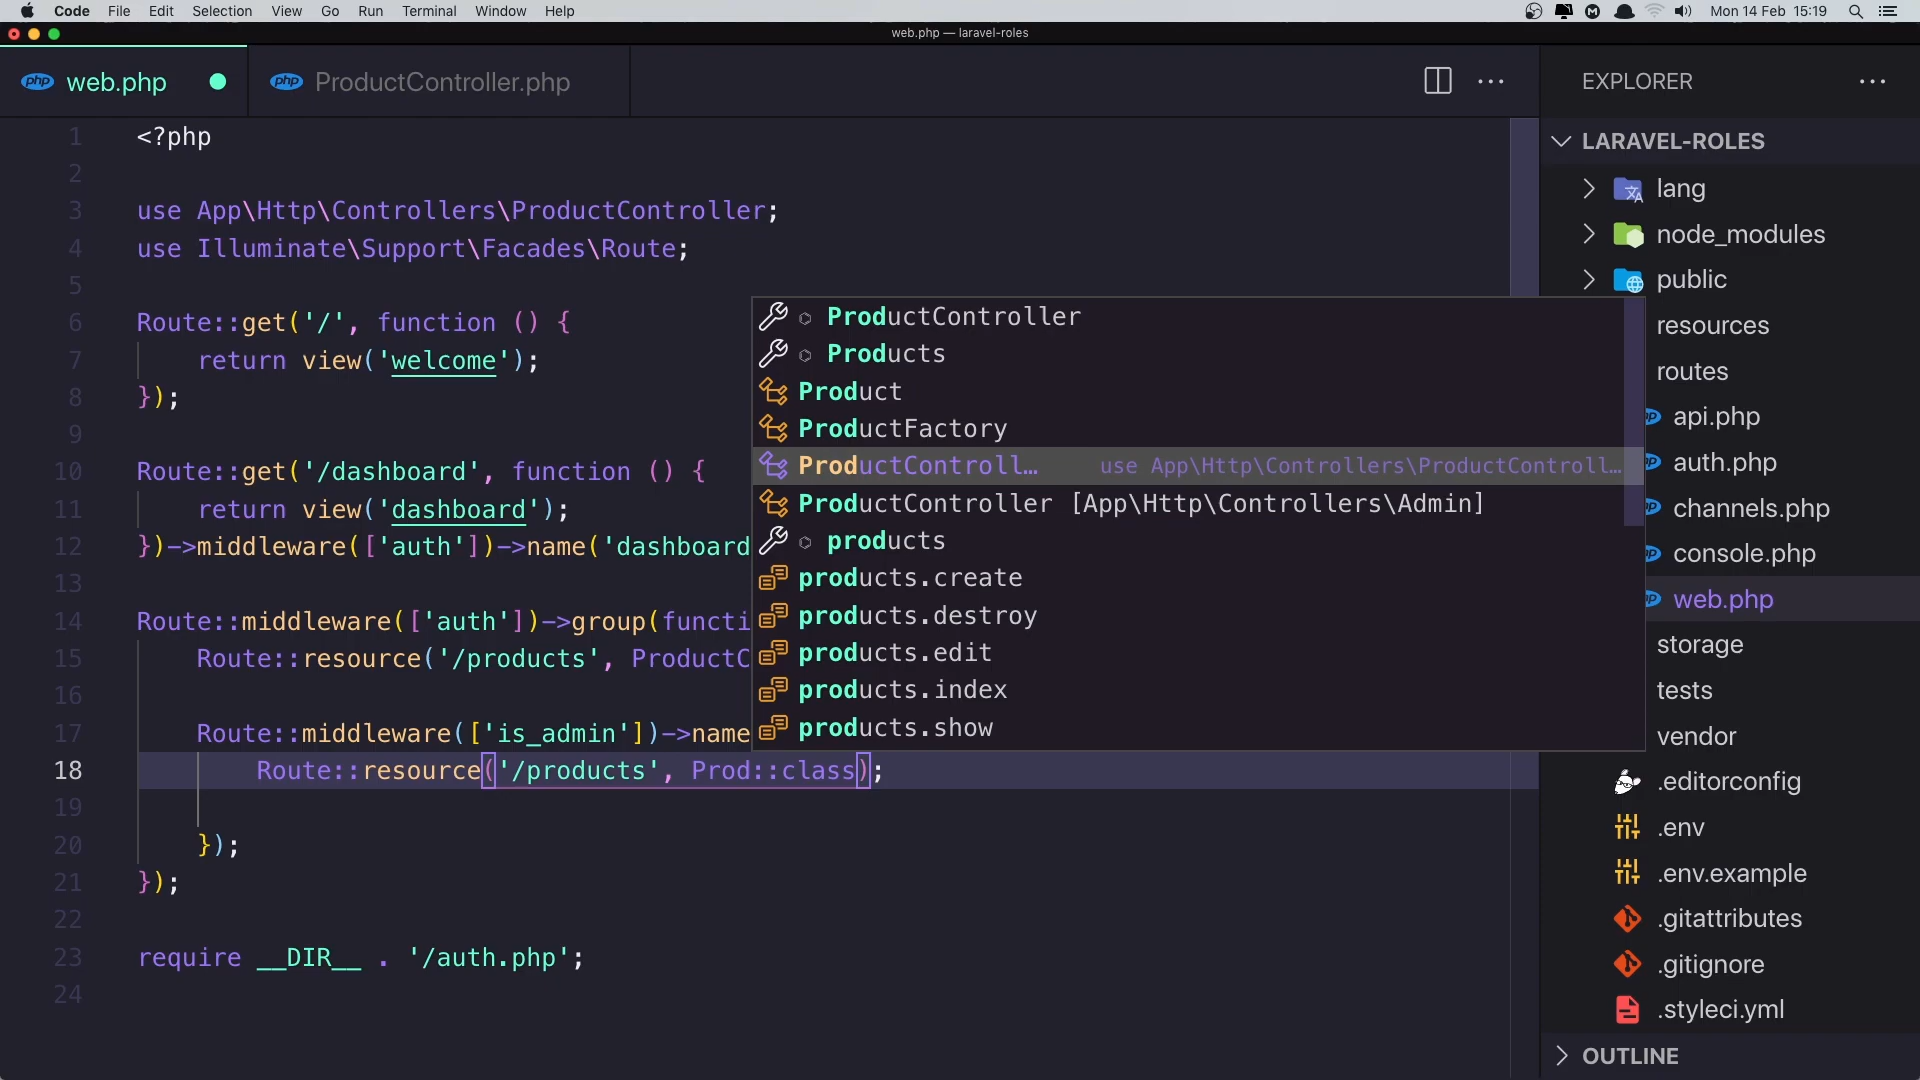 Code File Edit Selection View Go Run Terminal Window Help Mon 14 Feb 15:19
web.php — laravel-roles
php web.php php ProductController.php
1 <?php
2
3 use App\Http\Controllers\ProductController;
4 use Illuminate\Support\Facades\Route;
5
6 Route::get('/', function () {
7 return view('welcome');
8 });
9
10 Route::get('/dashboard', function () {
11 return view('dashboard');
12 })->middleware(['auth'])->name('dashboard
13
14 Route::middleware(['auth'])->group(functi
15 Route::resource('/products', ProductC
16
17 Route::middleware(['is_admin'])->name
18 Route::resource('/products', Prod::class);
19
20 });
21 });
22
23 require __DIR__ . '/auth.php';
24
ProductController
Products
Product
ProductFactory
ProductControll… use App\Http\Controllers\ProductControll…
ProductController [App\Http\Controllers\Admin]
products
products.create
products.destroy
products.edit
products.index
products.show
EXPLORER
LARAVEL-ROLES
lang
node_modules
public
resources
routes
api.php
auth.php
channels.php
console.php
web.php
storage
tests
vendor
.editorconfig
.env
.env.example
.gitattributes
.gitignore
.styleci.yml
OUTLINE